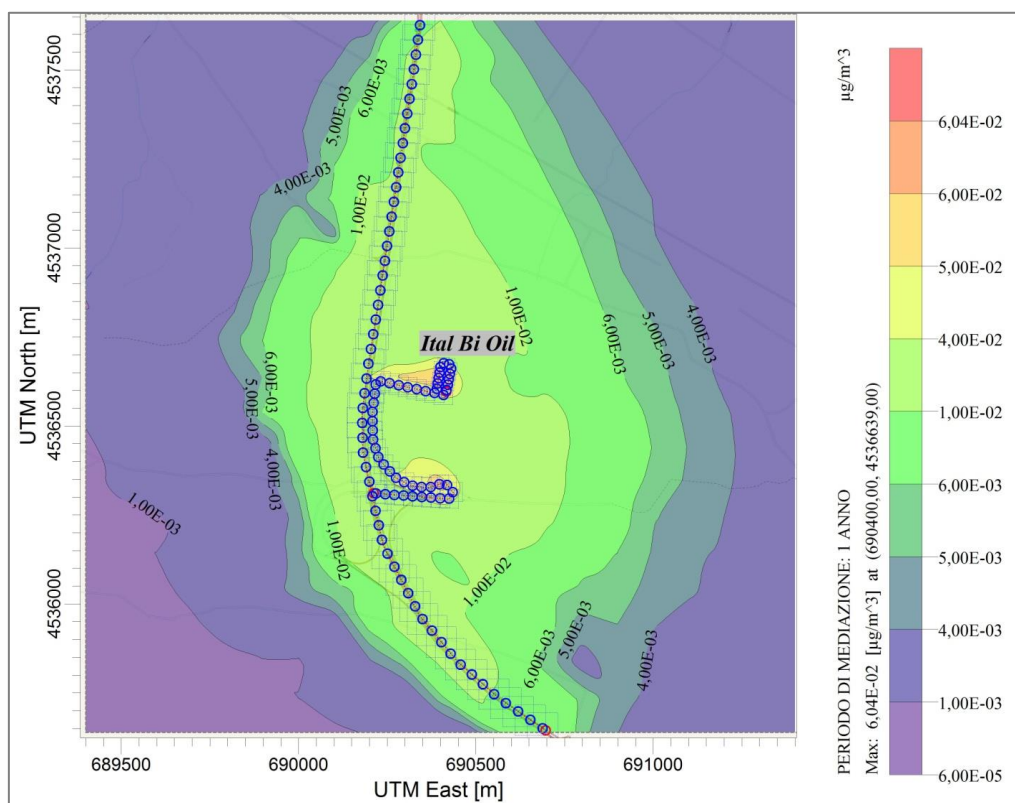 4537500
4537000
4536500
4536000
UTM North [m]
689500
690000
690500
691000
UTM East [m]
6,00E-03
5,00E-03
4,00E-03
1,00E-02
1,00E-02
6,00E-03
5,00E-03
4,00E-03
Ital Bi Oil
6,00E-03
5,00E-03
4,00E-03
1,00E-03
1,00E-02
1,00E-02
6,00E-03
5,00E-03
4,00E-03
µg/m^3
6,04E-02
6,00E-02
5,00E-02
4,00E-02
1,00E-02
6,00E-03
5,00E-03
4,00E-03
1,00E-03
6,00E-05
PERIODO DI MEDIAZIONE: 1 ANNO
Max: 6,04E-02 [µg/m^3] at (690400,00, 4536639,00)